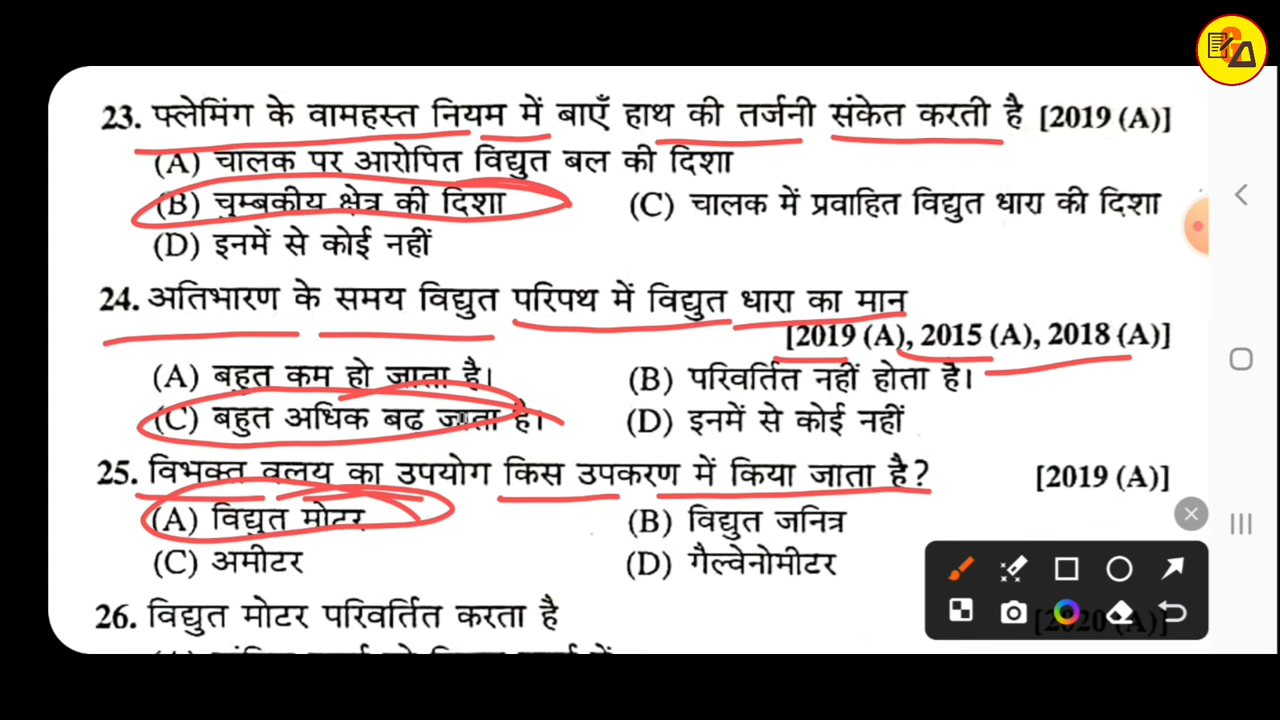 23. फ्लेमिंग के वामहस्त नियम में बाएँ हाथ की तर्जनी संकेत करती है [2019 (A)]
(A) चालक पर आरोपित विद्युत बल की दिशा
(B) चुम्बकीय क्षेत्र की दिशा (C) चालक में प्रवाहित विद्युत धारा की दिशा
(D) इनमें से कोई नहीं
24. अतिभारण के समय विद्युत परिपथ में विद्युत धारा का मान
[2019 (A), 2015 (A), 2018 (A)]
(A) बहुत कम हो जाता है। (B) परिवर्तित नहीं होता है।
(C) बहुत अधिक बढ जाता है। (D) इनमें से कोई नहीं
25. विभक्त वलय का उपयोग किस उपकरण में किया जाता है? [2019 (A)]
(A) विद्युत मोटर (B) विद्युत जनित्र
(C) अमीटर (D) गैल्वेनोमीटर
26. विद्युत मोटर परिवर्तित करता है [2020 (A)]